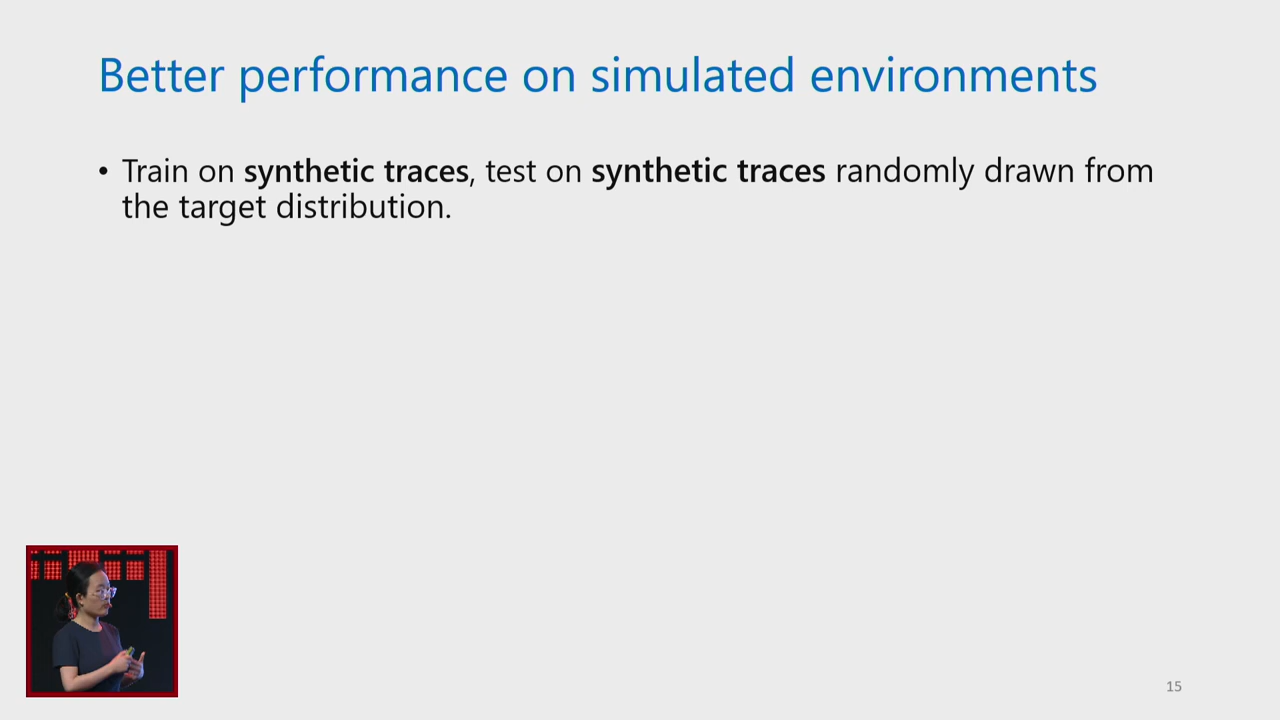 Better performance on simulated environments
• Train on synthetic traces, test on synthetic traces randomly drawn from
the target distribution.
15